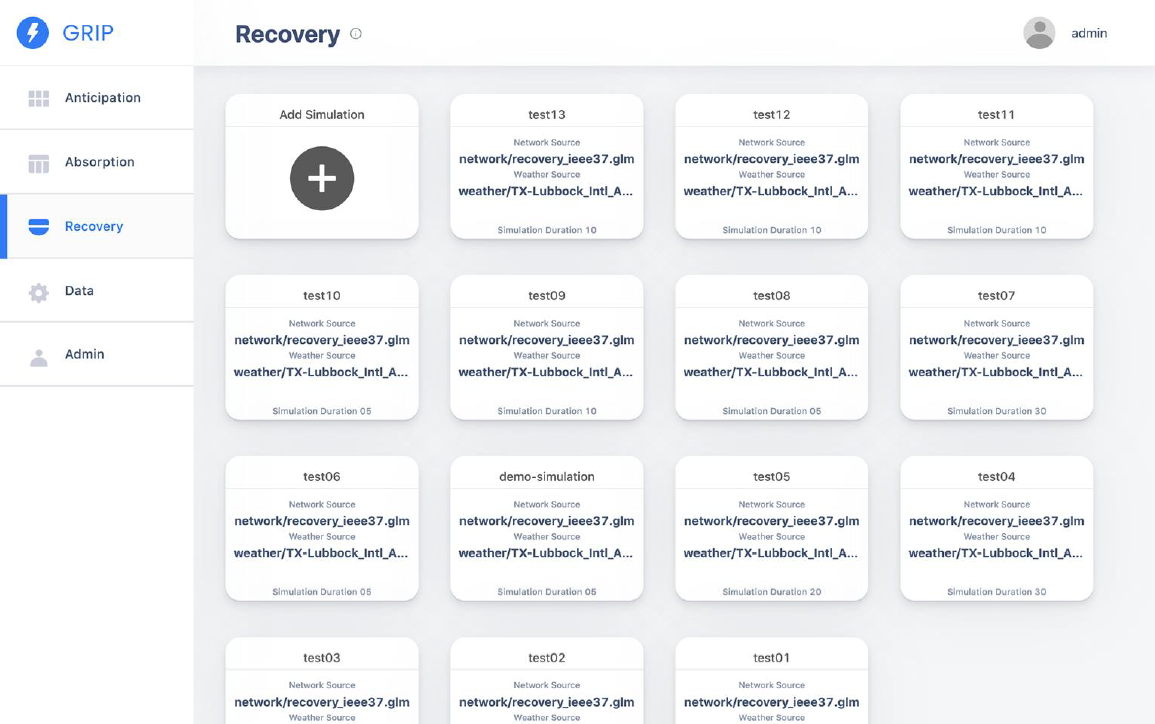 GRIP
Recovery
admin
Anticipation
Absorption
Recovery
Data
Admin
Add Simulation
test13
Network Source
network/recovery_ieee37.glm
Weather Source
weather/TX-Lubbock_Intl_A...
Simulation Duration 10
test12
Network Source
network/recovery_ieee37.glm
Weather Source
weather/TX-Lubbock_Intl_A...
Simulation Duration 10
test11
Network Source
network/recovery_ieee37.glm
Weather Source
weather/TX-Lubbock_Intl_A...
Simulation Duration 10
test10
Network Source
network/recovery_ieee37.glm
Weather Source
weather/TX-Lubbock_Intl_A...
Simulation Duration 05
test09
Network Source
network/recovery_ieee37.glm
Weather Source
weather/TX-Lubbock_Intl_A...
Simulation Duration 10
test08
Network Source
network/recovery_ieee37.glm
Weather Source
weather/TX-Lubbock_Intl_A...
Simulation Duration 05
test07
Network Source
network/recovery_ieee37.glm
Weather Source
weather/TX-Lubbock_Intl_A...
Simulation Duration 30
test06
Network Source
network/recovery_ieee37.glm
Weather Source
weather/TX-Lubbock_Intl_A...
Simulation Duration 05
demo-simulation
Network Source
network/recovery_ieee37.glm
Weather Source
weather/TX-Lubbock_Intl_A...
Simulation Duration 05
test05
Network Source
network/recovery_ieee37.glm
Weather Source
weather/TX-Lubbock_Intl_A...
Simulation Duration 20
test04
Network Source
network/recovery_ieee37.glm
Weather Source
weather/TX-Lubbock_Intl_A...
Simulation Duration 30
test03
Network Source
network/recovery_ieee37.glm
Weather Source
test02
Network Source
network/recovery_ieee37.glm
Weather Source
test01
Network Source
network/recovery_ieee37.glm
Weather Source